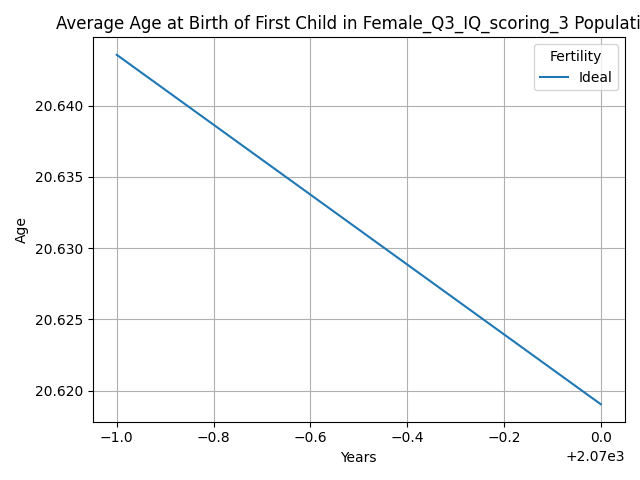 Average Age at Birth of First Child in Female_Q3_IQ_scoring_3 Populati
Fertility
Ideal
Age
20.640
20.635
20.630
20.625
20.620
−1.0 −0.8 −0.6 −0.4 −0.2 0.0
Years
+2.07e3